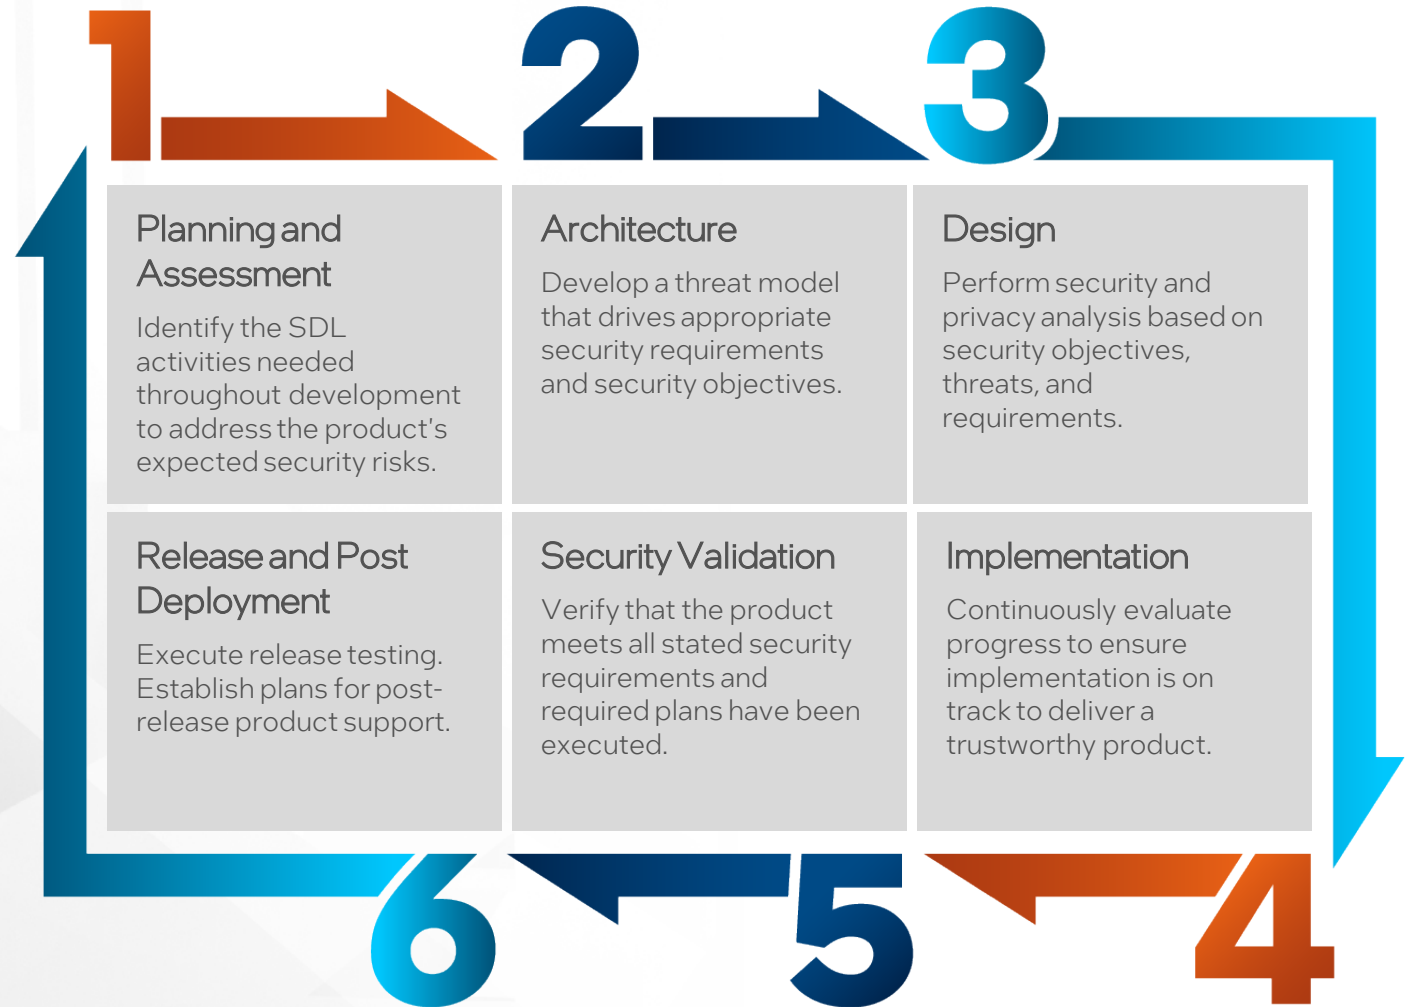 1
2
3
Planning and
Assessment
Identify the SDL
activities needed
throughout development
to address the product's
expected security risks.
Architecture
Develop a threat model
that drives appropriate
security requirements
and security objectives.
Design
Perform security and
privacy analysis based on
security objectives,
threats, and
requirements.
Release and Post
Deployment
Execute release testing.
Establish plans for post-
release product support.
Security Validation
Verify that the product
meets all stated security
requirements and
required plans have been
executed.
Implementation
Continuously evaluate
progress to ensure
implementation is on
track to deliver a
trustworthy product.
6
5
4